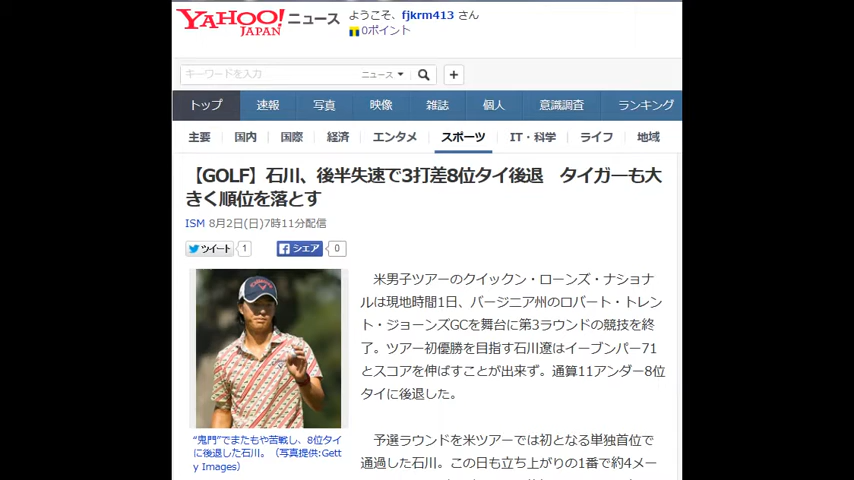 YAHOO! JAPAN ニュース
ようこそ、fjkrm413 さん
0ポイント
キーワードを入力 ニュース
トップ 速報 写真 映像 雑誌 個人 意識調査 ランキング
主要 国内 国際 経済 エンタメ スポーツ IT・科学 ライフ 地域
【GOLF】石川、後半失速で3打差8位タイ後退　タイガーも大
きく順位を落とす
ISM 8月2日(日)7時11分配信
ツイート 1 シェア 0
米男子ツアーのクイックン・ローンズ・ナショナ
ルは現地時間1日、バージニア州のロバート・トレン
ト・ジョーンズGCを舞台に第3ラウンドの競技を終
了。ツアー初優勝を目指す石川遼はイーブンパー71
とスコアを伸ばすことが出来ず。通算11アンダー8位
タイに後退した。
“鬼門”でまたもや苦戦し、8位タイ
に後退した石川。（写真提供:Gett
y Images）
予選ラウンドを米ツアーでは初となる単独首位で
通過した石川。この日も立ち上がりの1番で約4メー